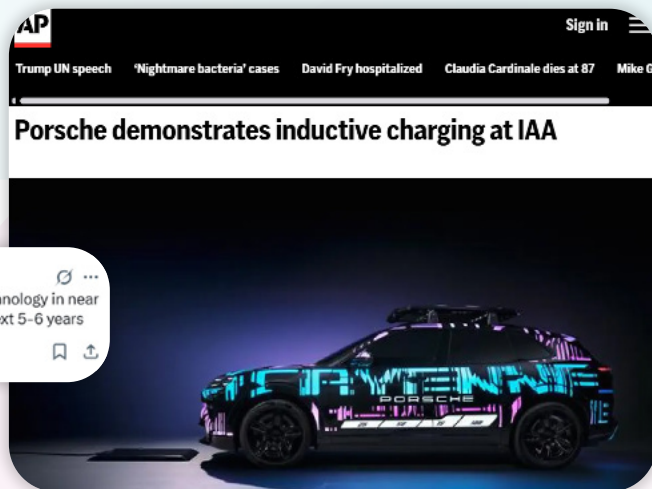 AP
Sign in
Trump UN speech 'Nightmare bacteria' cases David Fry hospitalized Claudia Cardinale dies at 87 Mike G
Porsche demonstrates inductive charging at IAA
nology in near
xt 5-6 years
PORSCHE